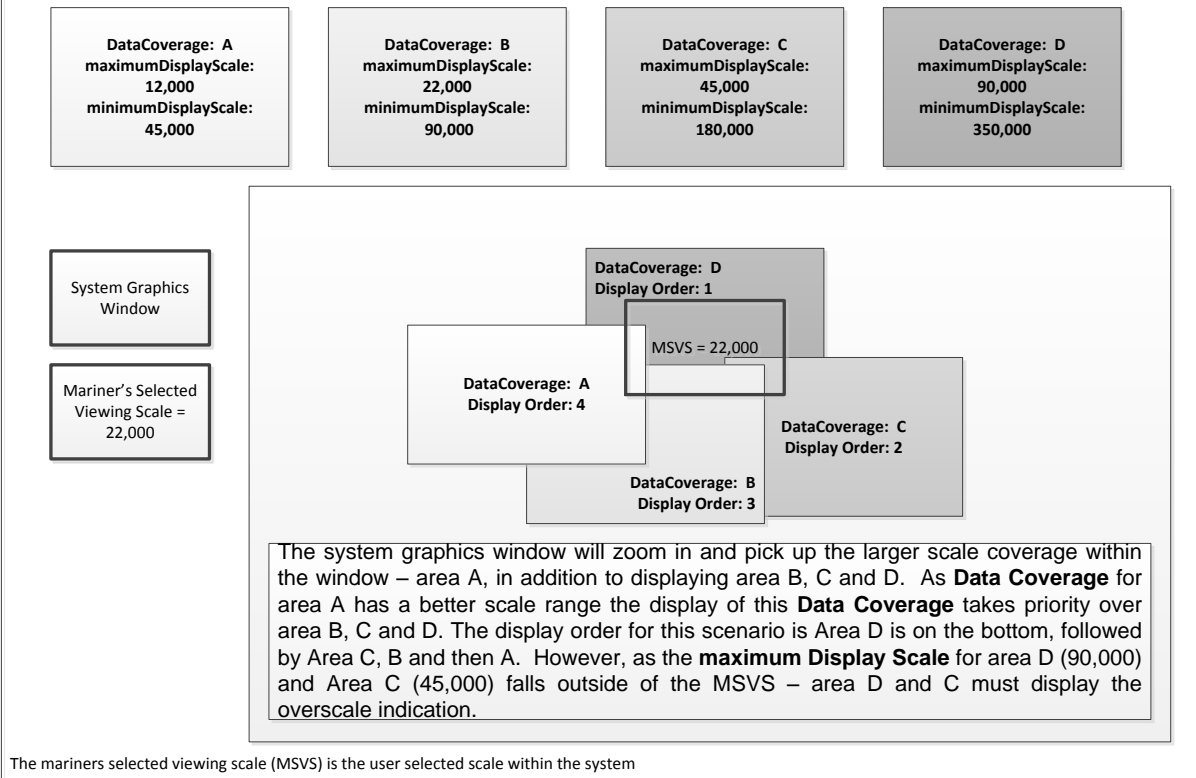 DataCoverage: A
maximumDisplayScale:
12,000
minimumDisplayScale:
45,000
DataCoverage: B
maximumDisplayScale:
22,000
minimumDisplayScale:
90,000
DataCoverage: C
maximumDisplayScale:
45,000
minimumDisplayScale:
180,000
DataCoverage: D
maximumDisplayScale:
90,000
minimumDisplayScale:
350,000
System Graphics
Window
Mariner's Selected
Viewing Scale =
22,000
DataCoverage: D
Display Order: 1
MSVS = 22,000
DataCoverage: A
Display Order: 4
DataCoverage: C
Display Order: 2
DataCoverage: B
Display Order: 3
The system graphics window will zoom in and pick up the larger scale coverage within
the window – area A, in addition to displaying area B, C and D. As Data Coverage for
area A has a better scale range the display of this Data Coverage takes priority over
area B, C and D. The display order for this scenario is Area D is on the bottom, followed
by Area C, B and then A. However, as the maximum Display Scale for area D (90,000)
and Area C (45,000) falls outside of the MSVS – area D and C must display the
overscale indication.
The mariners selected viewing scale (MSVS) is the user selected scale within the system